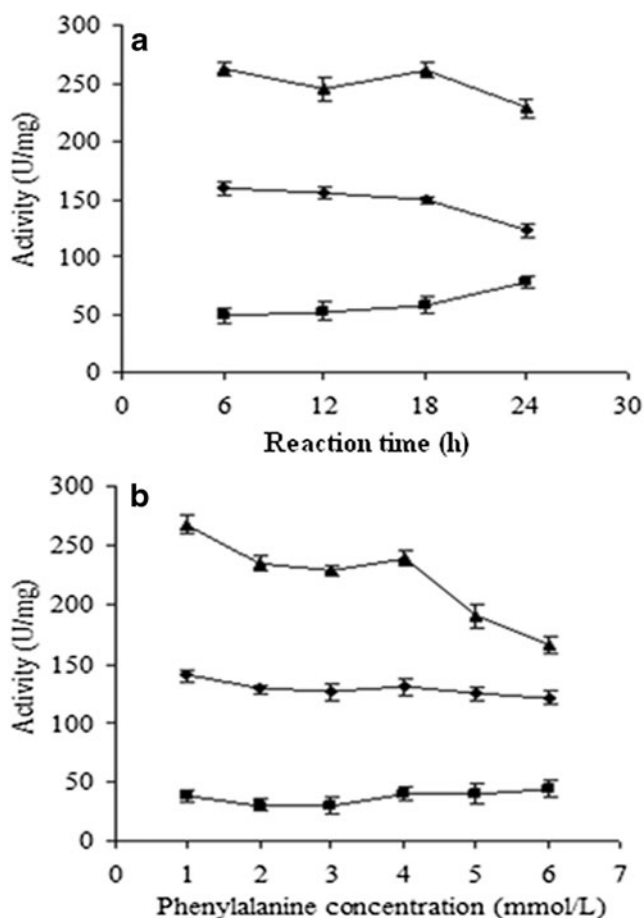 a
300
250
200
150
100
50
0
Activity (U/mg)
0 6 12 18 24 30
Reaction time (h)
b
300
250
200
150
100
50
0
Activity (U/mg)
0 1 2 3 4 5 6 7
Phenylalanine concentration (mmol/L)